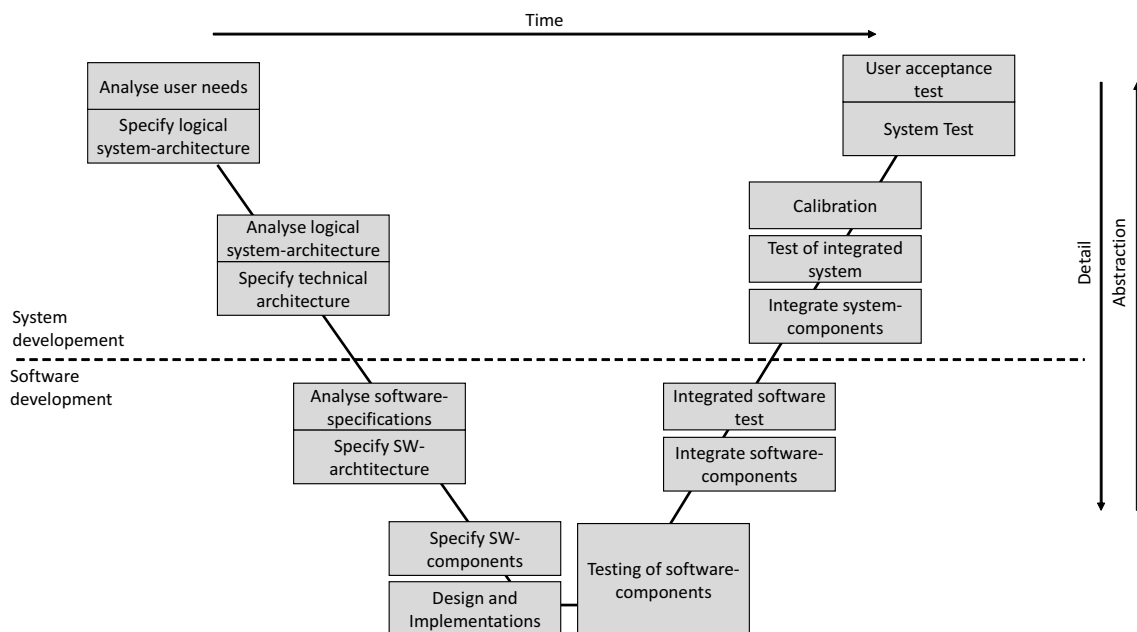 Time
Analyse user needs
Specify logical
system-architecture
User acceptance
test
System Test
Calibration
Analyse logical
system-architecture
Specify technical
architecture
Test of integrated
system
Integrate system-
components
Detail
Abstraction
System
developement
Software
development
Analyse software-
specifications
Specify SW-
archtitecture
Integrated software
test
Integrate software-
components
Specify SW-
components
Design and
Implementations
Testing of software-
components